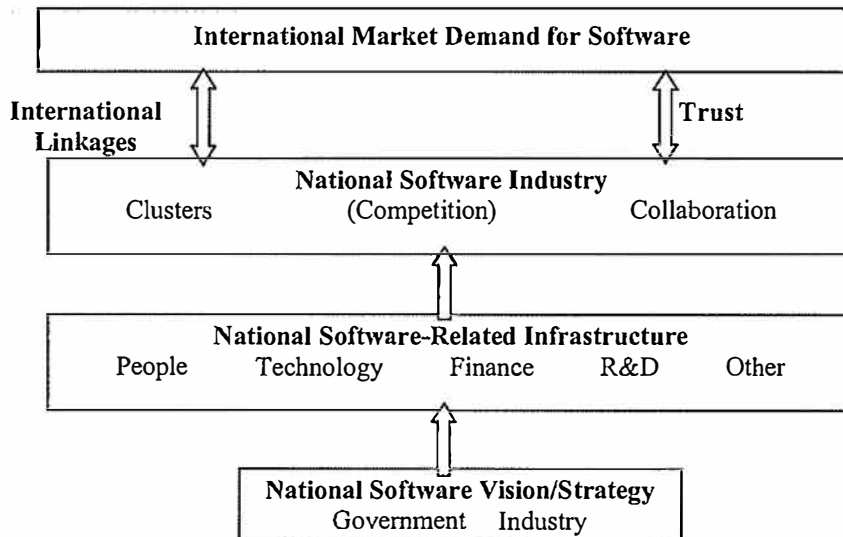 International Market Demand for Software
International
Linkages
Trust
National Software Industry
Clusters (Competition) Collaboration
National Software-Related Infrastructure
People Technology Finance R&D Other
National Software Vision/Strategy
Government Industry